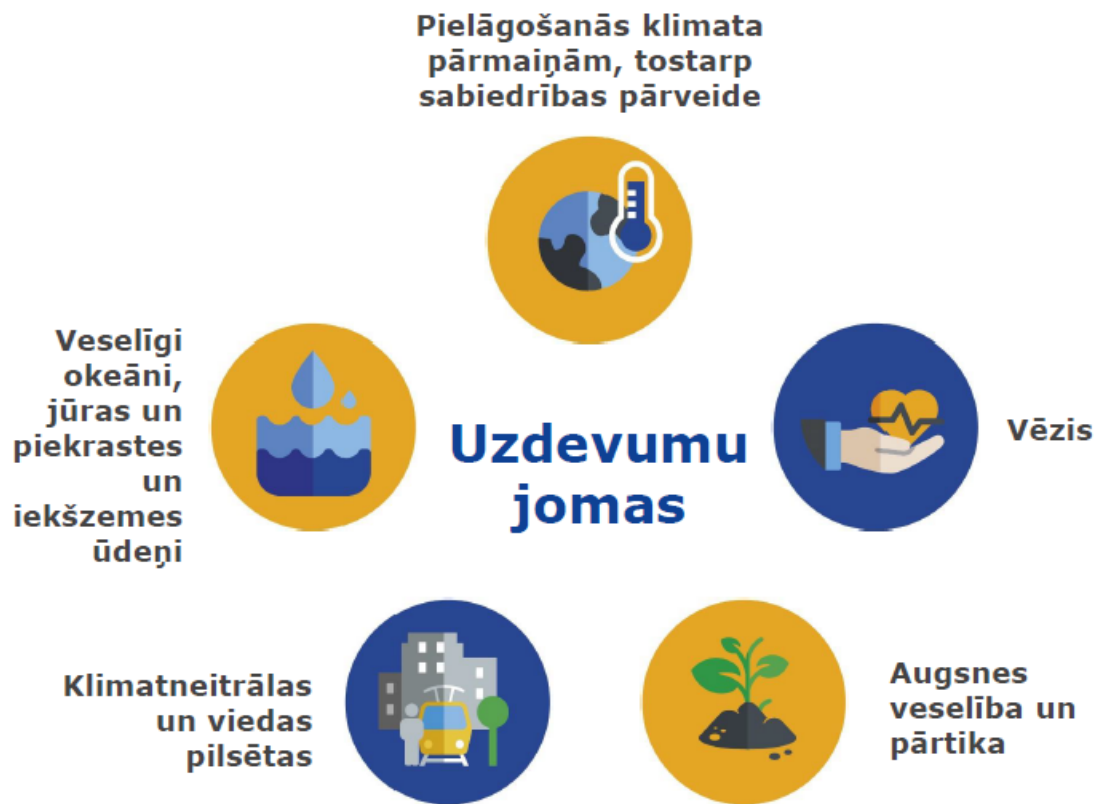 Pielāgošanās klimata
pārmaiņām, tostarp
sabiedrības pārveide
Veselīgi
okeāni,
jūras un
piekrastes
un
iekšzemes
ūdeņi
Uzdevumu
jomas
Vēzis
Klimatneitrālas
un viedas
pilsētas
Augsnes
veselība un
pārtika